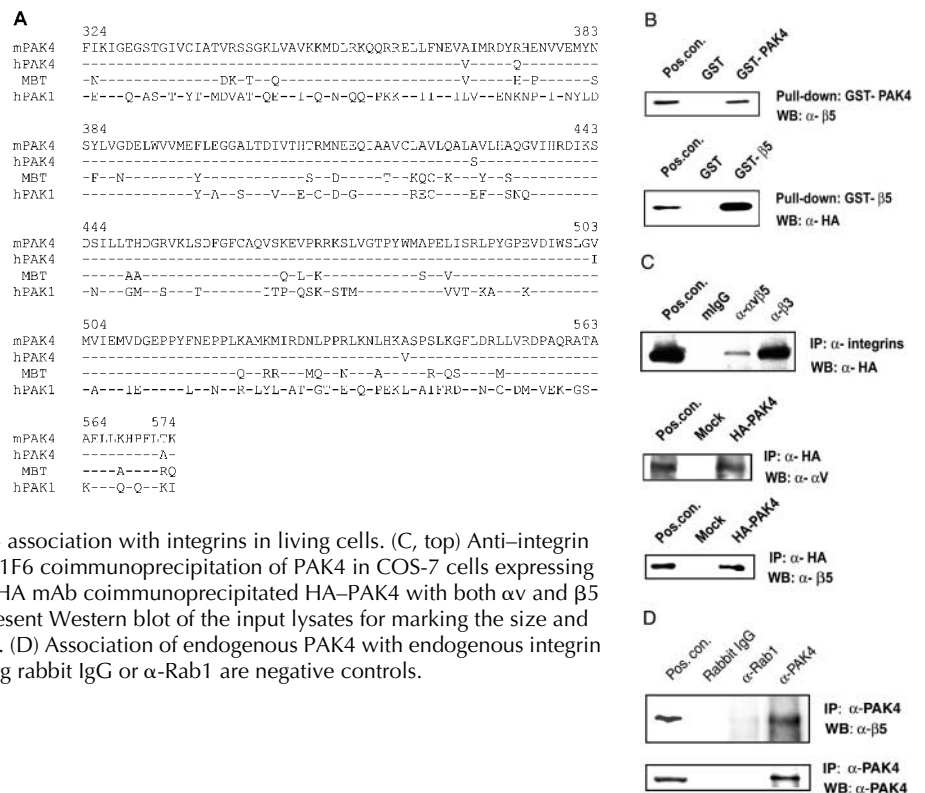 A
324 383
mPAK4 FIKIGEGSTGIVCIATVRSSGKLVAVKKMDLRKQQRRELLFNEVAIMRDYRHENVVEMYN
hPAK4 --------------------------------------------V-----Q---------
MBT -N-------------DK-T--Q----------------------V-----H-P------S
hPAK1 -E---QAS-T-YT-MDVAT-QE--I-Q-NQQ-PKK---II-ILV--ENKNP-I-NYLD
384 443
mPAK4 SYLVGDELWVVMEFLEGGALTDIVTHTRMNEEQIAAVCLAVLQALAVLHAQGVIHRDIKS
hPAK4 ---------------------------------------------S--------------
MBT -F--N---------Y------------S--D-----T--KQC-K---Y--S---------
hPAK1 --------------Y-A--S--V---E-C-D-G------REC---EF--SNQ--------
444 503
mPAK4 DSILLTHDGRVKLSDFGFCAQVSKEVPRRKSLVGTPYWMAPELISRLPYGPEVDIWSLGV
hPAK4 -----------------------------------------------------------I
MBT -----AA----------------Q-L-K-----------S--V-----------------
hPAK1 -N---GM--S---T-------ITP-QSK-STM---------VVT-KA---K---------
504 563
mPAK4 MVIEMVDGEPPYFNEPPLKAMKMIRDNLPPRLKNLHKASPSLKGFLDRLLVRDPAQRATA
hPAK4 --------------------------------------V---------------------
MBT ------------------Q--RR---MQ--N---A-----R-QS----M-----------
hPAK1 -A---IE------L---N--R-LYLI-AT-GT-E-QPEKL-AIFRD--N-C-DM-VEK-GS-
564 574
mPAK4 AFLLKHPFLTK
hPAK4 ---------A-
MBT ----A----RQ
hPAK1 K---Q-Q--KI
association with integrins in living cells. (C, top) Anti–integrin
1F6 coimmunoprecipitation of PAK4 in COS-7 cells expressing
HA mAb coimmunoprecipitated HA–PAK4 with both αv and β5
esent Western blot of the input lysates for marking the size and
. (D) Association of endogenous PAK4 with endogenous integrin
g rabbit IgG or α-Rab1 are negative controls.
B
Pos.con. GST GST-PAK4
Pull-down: GST-PAK4
WB: α-β5
Pos.con. GST GST-β5
Pull-down: GST-β5
WB: α-HA
C
Pos.con. mIgG α-αvβ5 α-β3
IP: α-integrins
WB: α-HA
Pos.con. Mock HA-PAK4
IP: α-HA
WB: α-αV
Pos.con. Mock HA-PAK4
IP: α-HA
WB: α-β5
D
Pos. con. Rabbit IgG α-Rab1 α-PAK4
IP: α-PAK4
WB: α-β5
IP: α-PAK4
WB: α-PAK4